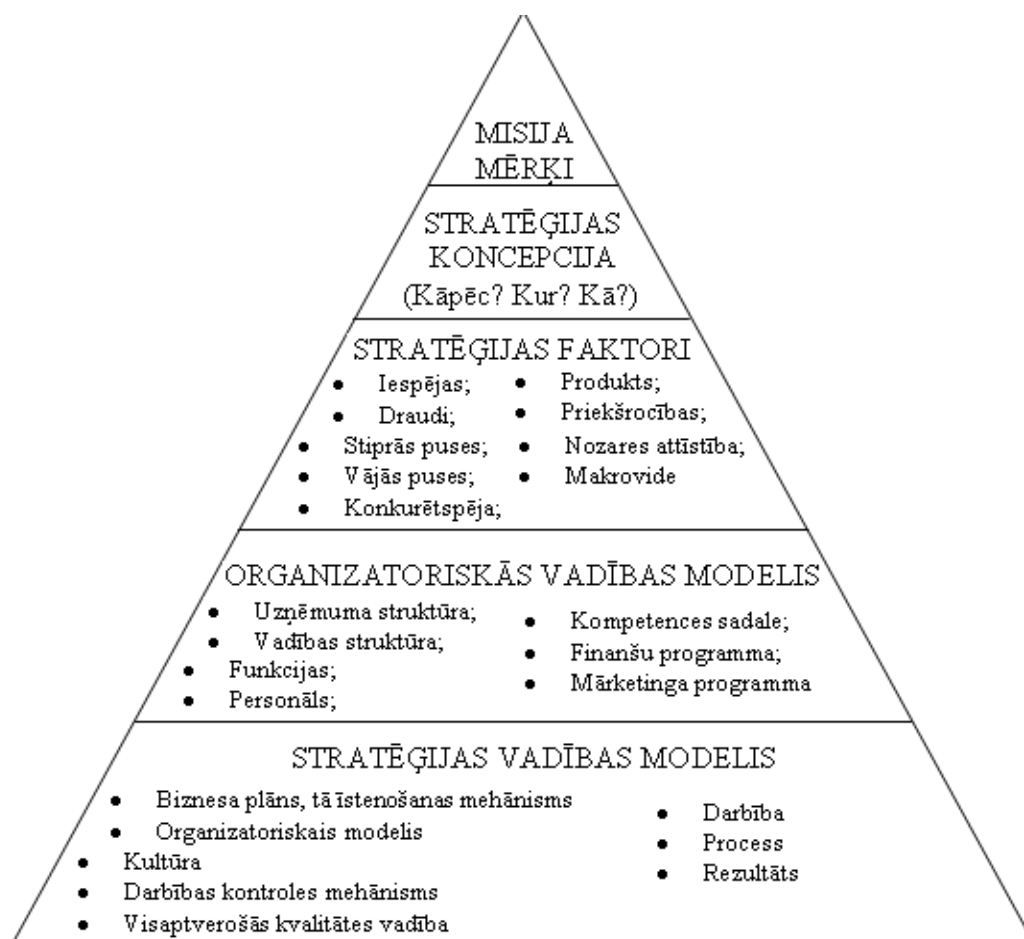 MISIJA
MĒRĶI
STRATĒĢIJAS
KONCEPCIJA
(Kāpēc? Kur? Kā?)
STRATĒĢIJAS FAKTORI
• Iespējas;
• Draudi;
• Stiprās puses;
• Vājās puses;
• Konkurētspēja;
• Produkts;
• Priekšrocības;
• Nozares attīstība;
• Makrovide
ORGANIZATORISKĀS VADĪBAS MODELIS
• Uzņēmuma struktūra;
• Vadības struktūra;
• Funkcijas;
• Personāls;
• Kompetences sadale;
• Finanšu programma;
• Mārketinga programma
STRATĒĢIJAS VADĪBAS MODELIS
• Biznesa plāns, tā īstenošanas mehānisms
• Organizatoriskais modelis
• Kultūra
• Darbības kontroles mehānisms
• Visaptverošās kvalitātes vadība
• Darbība
• Process
• Rezultāts